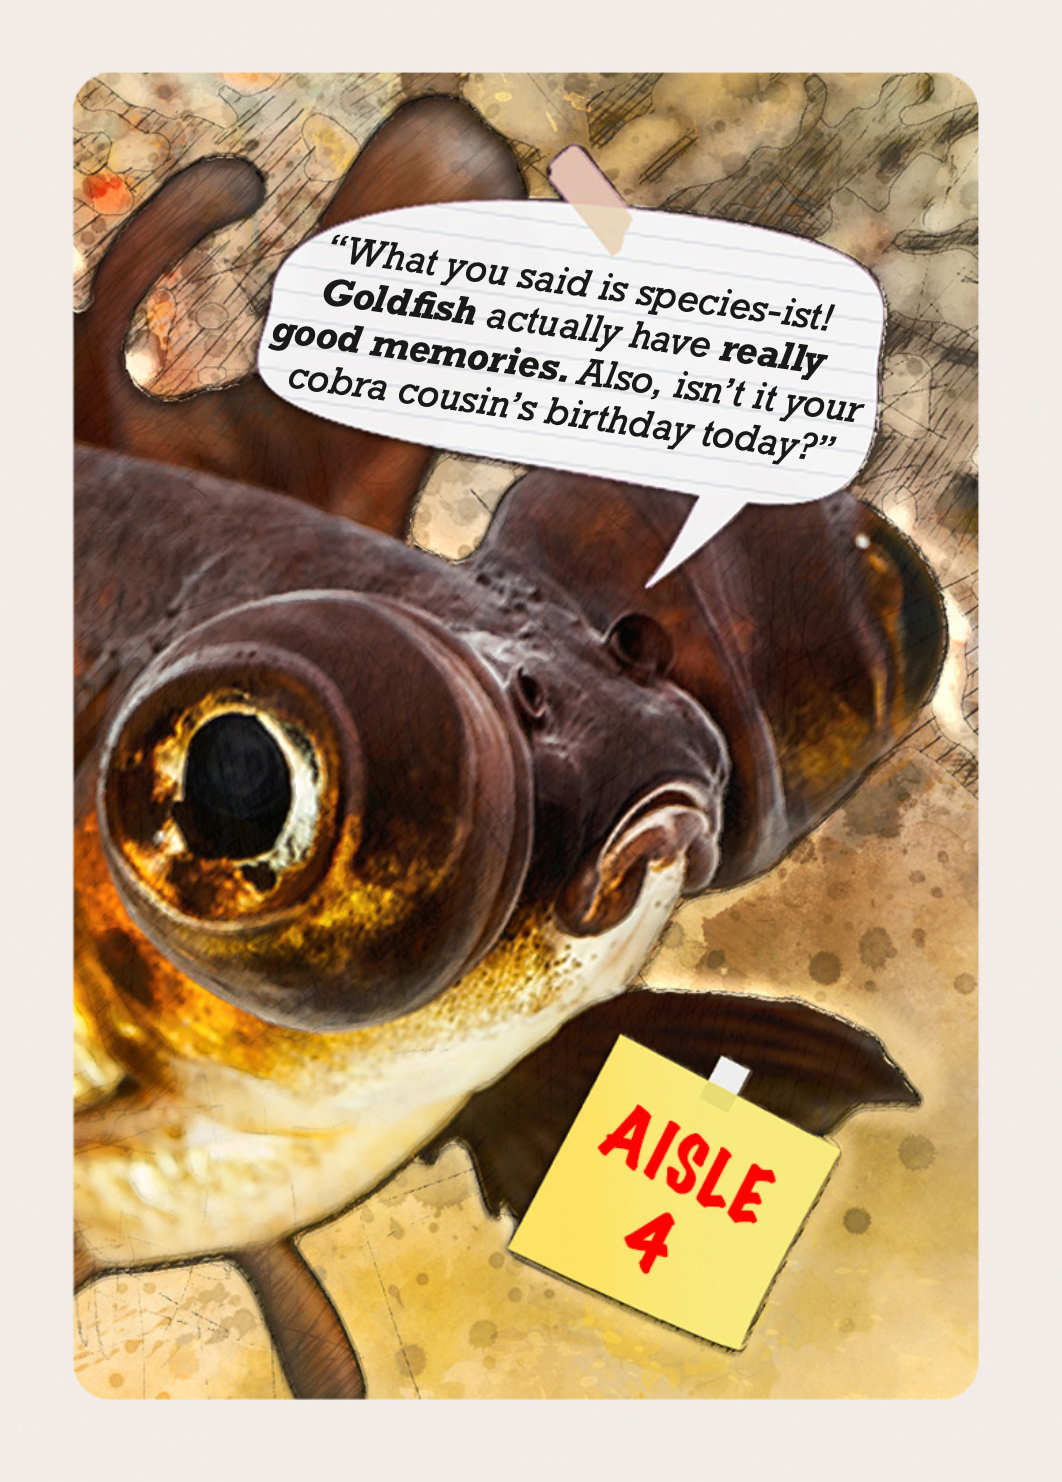 “What you said is species-ist!
Goldfish actually have really
good memories. Also, isn’t it your
cobra cousin’s birthday today?”
AISLE
4